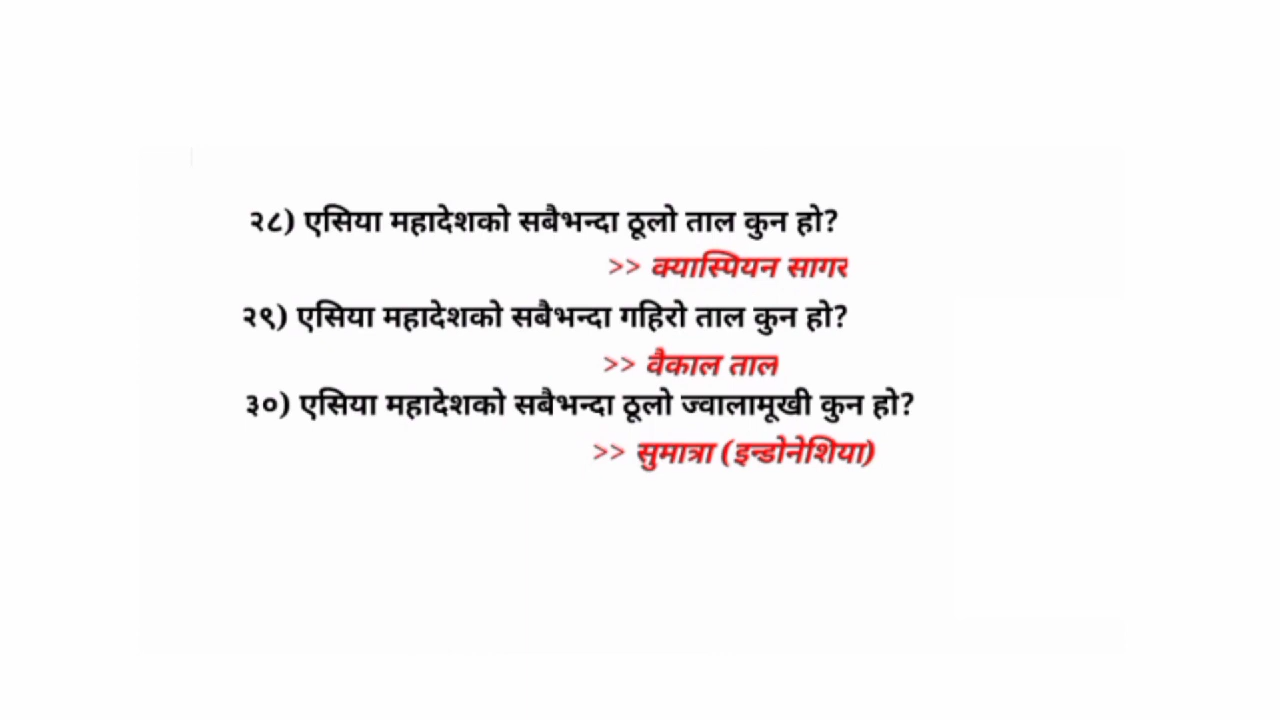 २८) एसिया महादेशको सबैभन्दा ठूलो ताल कुन हो?
>> क्यास्पियन सागर
२९) एसिया महादेशको सबैभन्दा गहिरो ताल कुन हो?
>> वैकाल ताल
३०) एसिया महादेशको सबैभन्दा ठूलो ज्वालामूखी कुन हो?
>> सुमात्रा (इन्डोनेशिया)